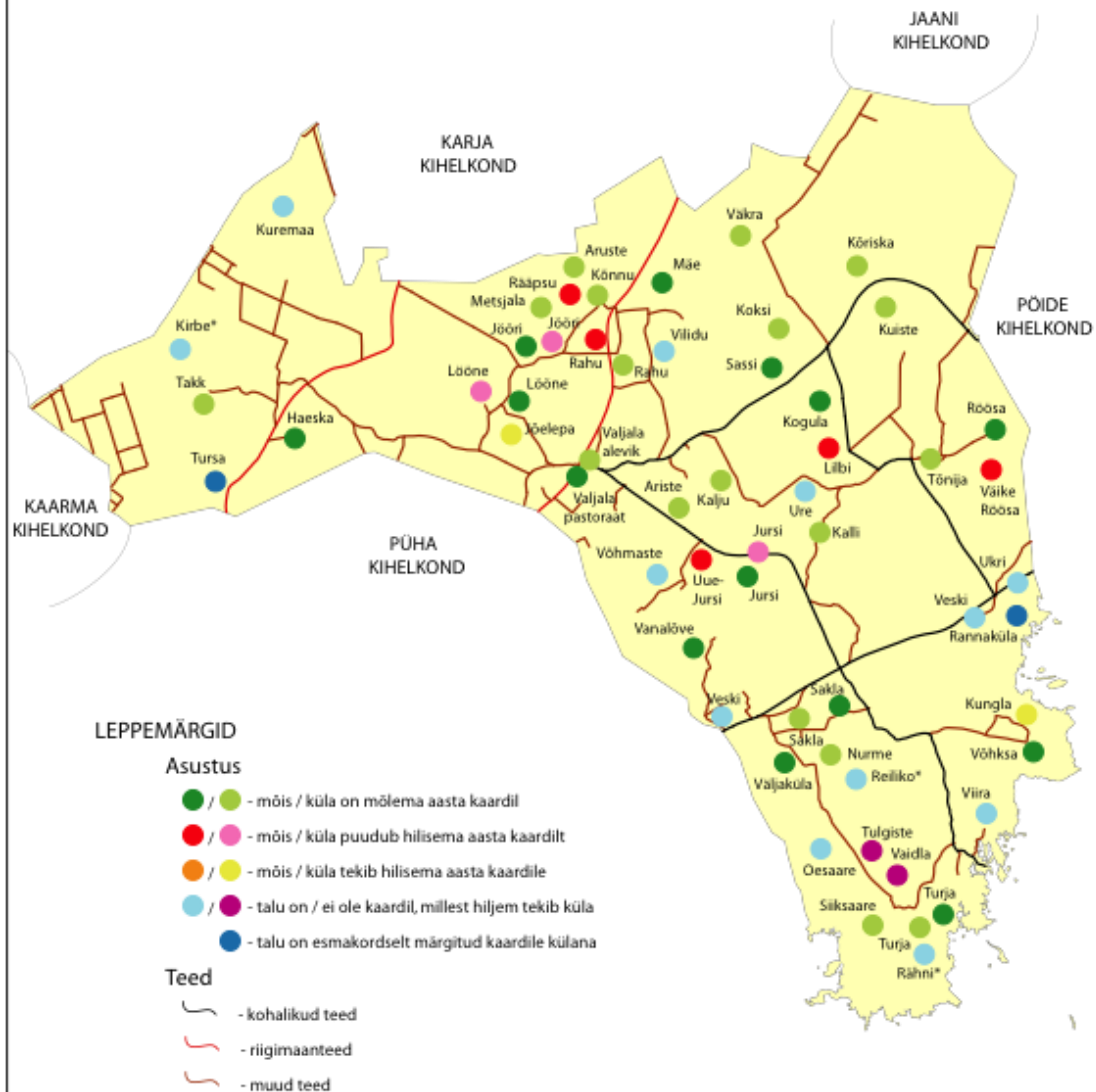 JAANI
KIHELKOND
KARJA
KIHELKOND
Kuremaa
Väkra
Aruste
Kõriska
Rääpsu
Kõnnu
Mäe
Metsjala
PÖIDE
KIHELKOND
Kirbe*
Jööri
Jööri
Koksi
Kuiste
Vilidu
Rahu
Rahu
Sassi
Takk
Lööne
Lööne
Haeska
Kogula
Röösa
Jõelepa
Valjala
alevik
Lilbi
Tursa
Tõnija
Väike
Röösa
Valjala
pastoraat
Ariste
Kalju
Ure
KAARMA
KIHELKOND
PÜHA
KIHELKOND
Jursi
Kalli
Võhmaste
Uue-
Jursi
Jursi
Ukri
Veski
Rannaküla
Vanalõve
Veski
Sakla
Kungla
LEPPEMÄRGID
Sakla
Nurme
Võhksa
Asustus
Väljaküla
Reiliko*
/ - mõis / küla on mõlema aasta kaardil
Viira
/ - mõis / küla puudub hilisema aasta kaardilt
Tulgiste
Vaidla
/ - mõis / küla tekib hilisema aasta kaardile
Oesaare
/ - talu on / ei ole kaardil, millest hiljem tekib küla
Turja
Siiksaare
- talu on esmakordselt märgitud kaardile külana
Turja
Rähni*
Teed
- kohalikud teed
- riigimaanteed
- muud teed